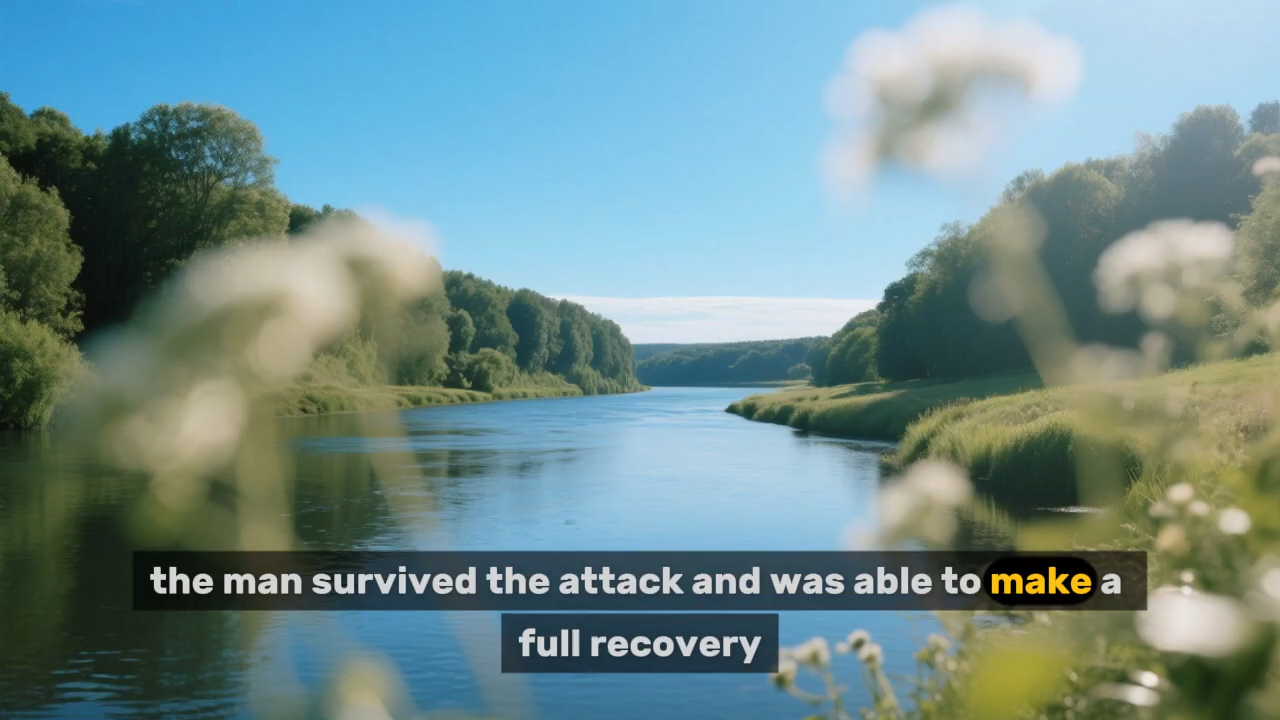 the man survived the attack and was able to make a
full recovery